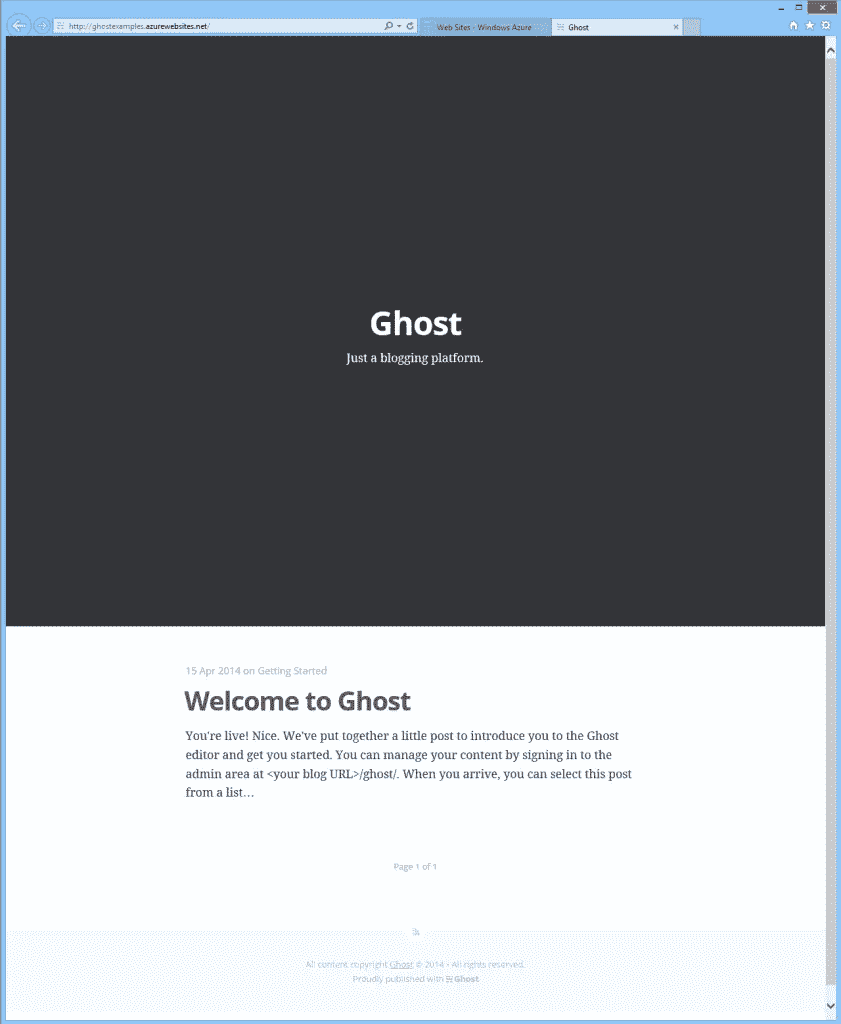 http://ghostexamples.azurewebsites.net/
Web Sites - Windows Azure
Ghost
Ghost
Just a blogging platform.
15 Apr 2014 on Getting Started
Welcome to Ghost
You're live! Nice. We've put together a little post to introduce you to the Ghost
editor and get you started. You can manage your content by signing in to the
admin area at <your blog URL>/ghost/. When you arrive, you can select this post
from a list…
Page 1 of 1
All content copyright Ghost © 2014 • All rights reserved.
Proudly published with Ghost